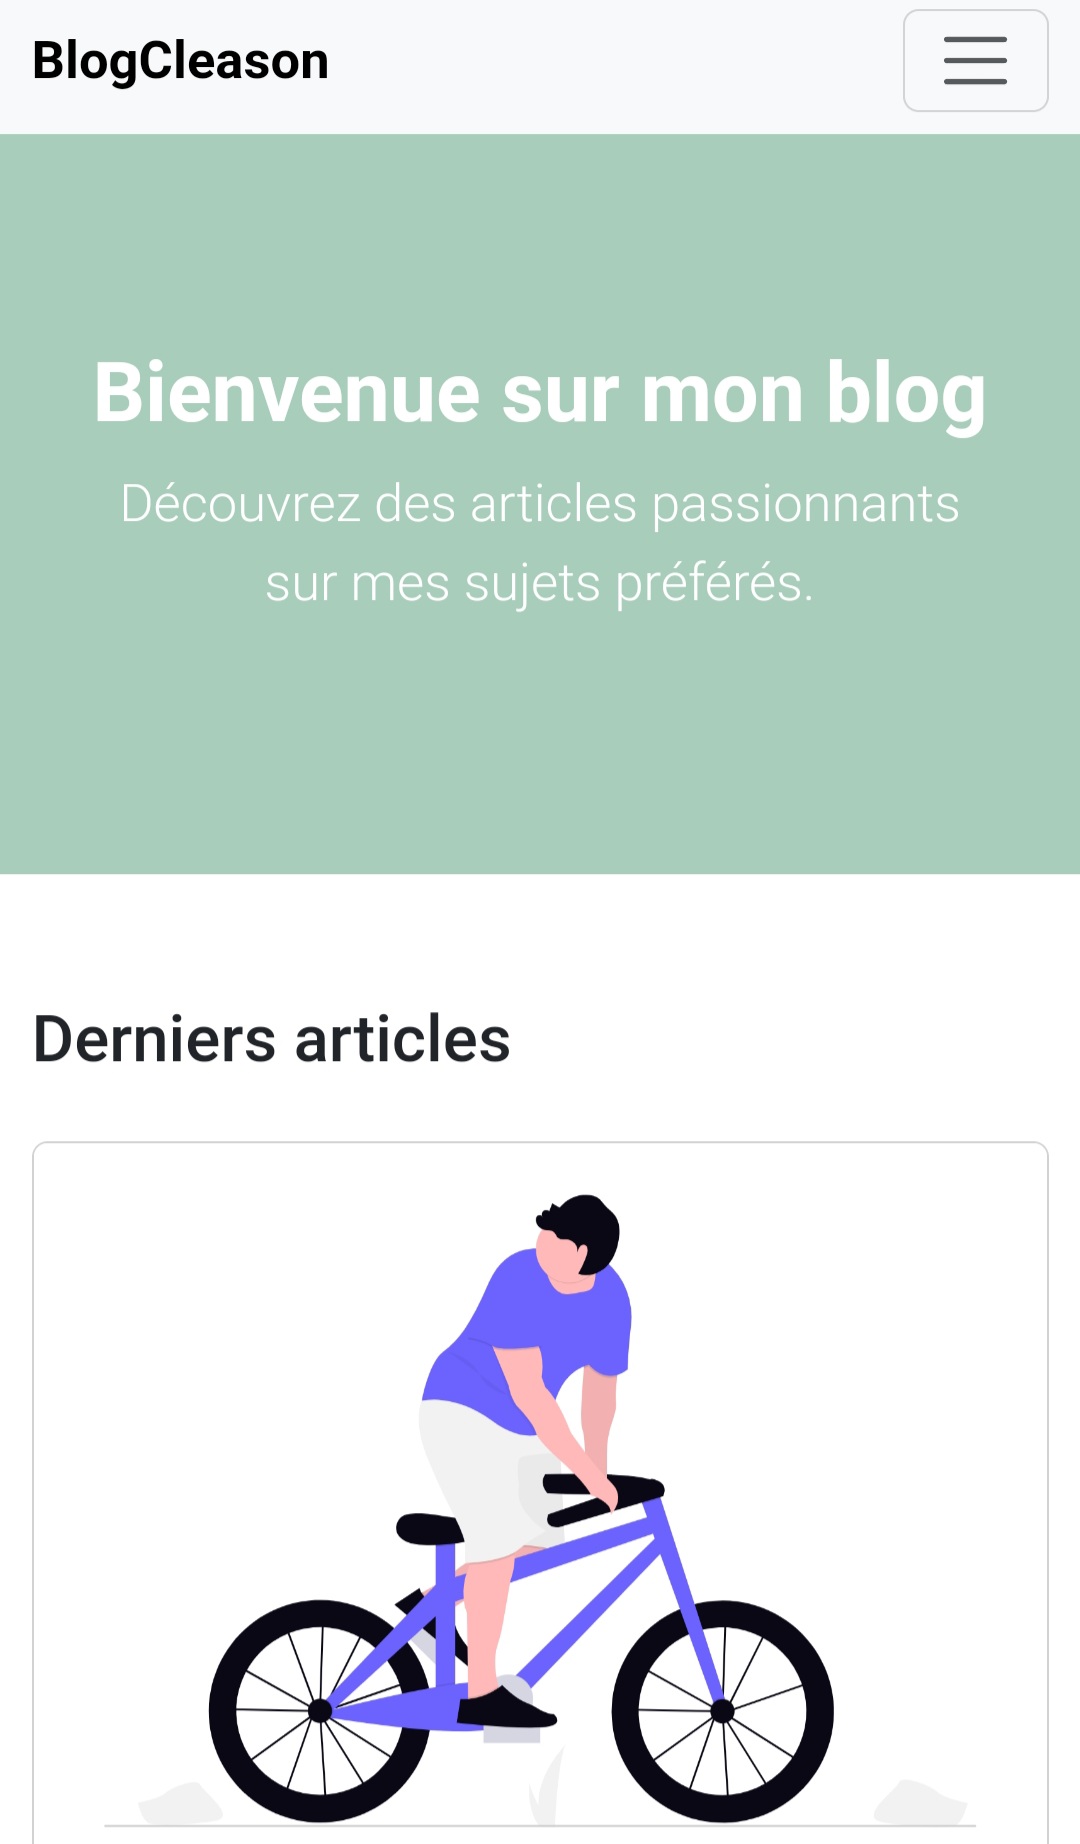 BlogCleason
Bienvenue sur mon blog
Découvrez des articles passionnants
sur mes sujets préférés.
Derniers articles